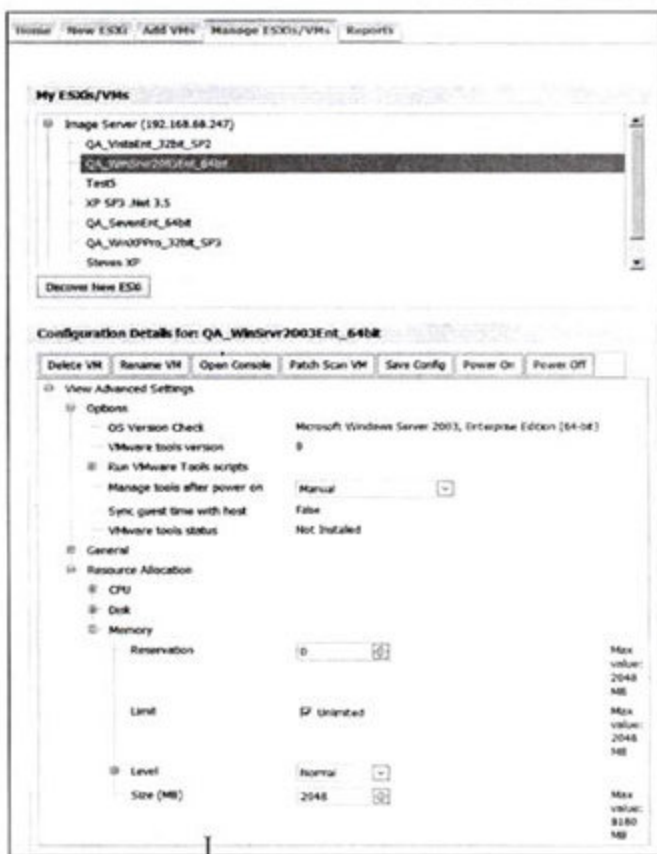 Home New ESXi Add VMs Manage ESXis/VMs Reports
My ESXis/VMs
Image Server (192.168.68.247)
QA_VistaEnt_32bit_SP2
QA_WinSrvr2003Ent_64bit
Test5
XP SP3 .Net 3.5
QA_SevenEnt_64bit
QA_WinXPPro_32bit_SP3
Steves XP
Discover New ESXi
Configuration Details for: QA_WinSrvr2003Ent_64bit
Delete VM Rename VM Open Console Patch Scan VM Save Config Power On Power Off
View Advanced Settings
Options
OS Version Check Microsoft Windows Server 2003, Enterprise Edition (64-bit)
VMware tools version 0
Run VMware Tools scripts
Manage tools after power on Manual
Sync guest time with host False
VMware tools status Not Installed
General
Resource Allocation
CPU
Disk
Memory
Reservation 0 Max
value:
2048
MB
Limit Unlimited Max
value:
2048
MB
Level Normal
Size (MB) 2048 Max
value:
8180
MB